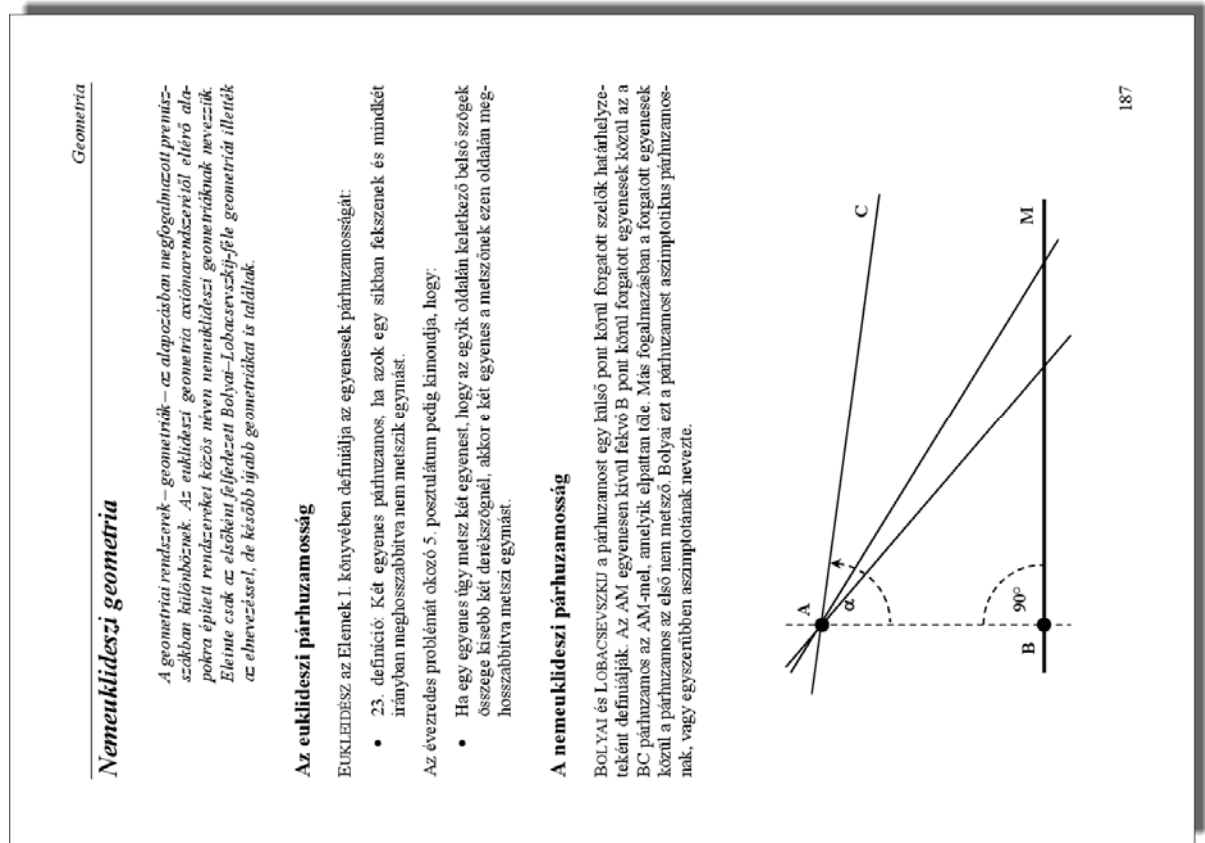 Geometria
Nemeuklideszi geometria
A geometriai rendszerek – geometriák – az alapozásban megfogalmazott premisz-
szákban különböznek. Az euklideszi geometria axiómarendszerétől eltérő ala-
pokra épített rendszereket közös néven nemeuklideszi geometriáknak nevezzük.
Eleinte csak az elsőként felfedezett Bolyai–Lobacsevszkij-féle geometriát illették
az elnevezéssel, de később újabb geometriákat is találtak.
Az euklideszi párhuzamosság
EUKLEIDÉSZ az Elemek I. könyvében definiálja az egyenesek párhuzamosságát:
• 23. definíció: Két egyenes párhuzamos, ha azok egy síkban fekszenek és mindkét
irányban meghosszabbítva nem metszik egymást.
Az évezredes problémát okozó 5. posztulátum pedig kimondja, hogy:
• Ha egy egyenes úgy metsz két egyenest, hogy az egyik oldalán keletkező belső szögek
összege kisebb két derékszögnél, akkor e két egyenes a metszőnek ezen oldalán meg-
hosszabbítva metszi egymást.
A nemeuklideszi párhuzamosság
BOLYAI és LOBACSEVSZKIJ a párhuzamost egy külső pont körül forgatott szelők határhelyze-
teként definiálják. Az AM egyenesen kívül fekvő B pont körül forgatott egyenesek közül az a
BC párhuzamos az AM-mel, amelyik elpattan tőle. Más fogalmazásban a forgatott egyenesek
közül a párhuzamos az első nem metsző. Bolyai ezt a párhuzamost aszimptotikus párhuzamos-
nak, vagy egyszerűbben aszimptotának nevezte.
A
α
C
B
90°
M
187